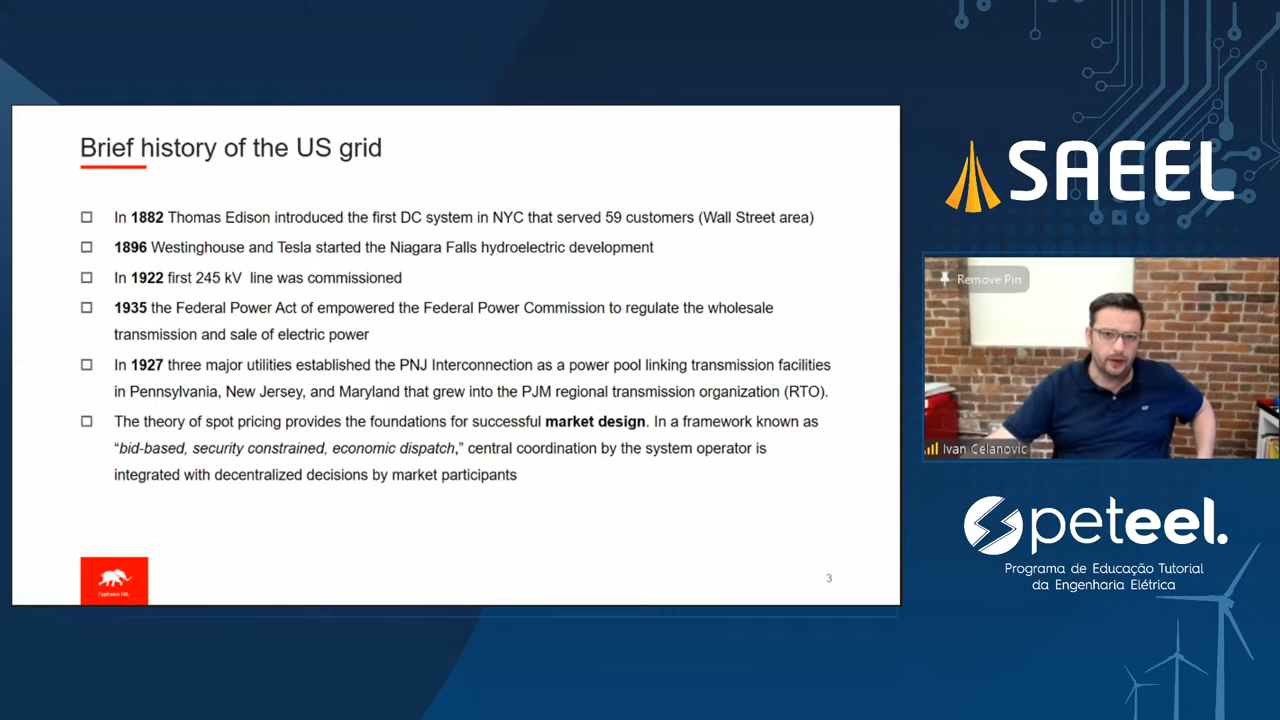 Brief history of the US grid
In 1882 Thomas Edison introduced the first DC system in NYC that served 59 customers (Wall Street area)
1896 Westinghouse and Tesla started the Niagara Falls hydroelectric development
In 1922 first 245 kV line was commissioned
1935 the Federal Power Act of empowered the Federal Power Commission to regulate the wholesale
transmission and sale of electric power
In 1927 three major utilities established the PNJ Interconnection as a power pool linking transmission facilities
in Pennsylvania, New Jersey, and Maryland that grew into the PJM regional transmission organization (RTO).
The theory of spot pricing provides the foundations for successful market design. In a framework known as
“bid-based, security constrained, economic dispatch,” central coordination by the system operator is
integrated with decentralized decisions by market participants
Typhoon HIL
3
SAEEL
Remove Pin
Ivan Celanovic
peteel.
Programa de Educação Tutorial
da Engenharia Elétrica